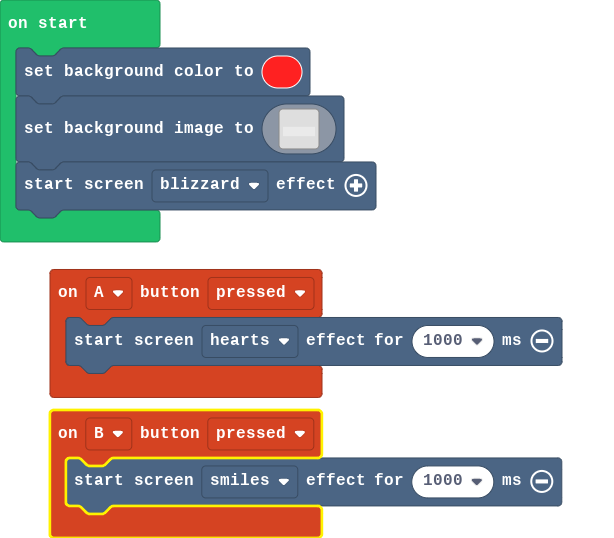 on start
set background color to
set background image to
start screen blizzard effect
on A button pressed
start screen hearts effect for 1000 ms
on B button pressed
start screen smiles effect for 1000 ms